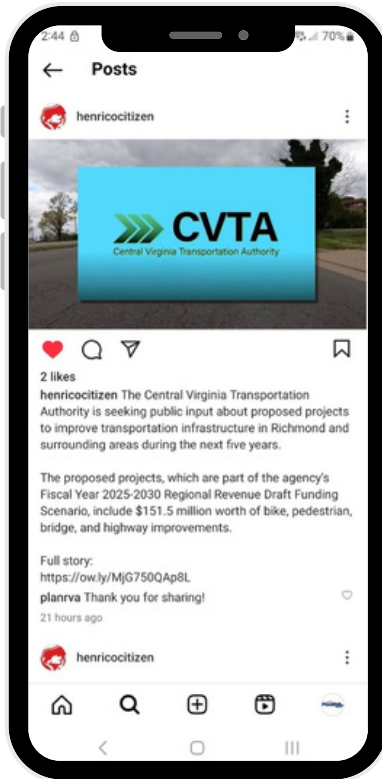 2:44
70%
Posts
henricocitizen
CVTA
Central Virginia Transportation Authority
2 likes
henricocitizen The Central Virginia Transportation
Authority is seeking public input about proposed projects
to improve transportation infrastructure in Richmond and
surrounding areas during the next five years.
The proposed projects, which are part of the agency's
Fiscal Year 2025-2030 Regional Revenue Draft Funding
Scenario, include $151.5 million worth of bike, pedestrian,
bridge, and highway improvements.
Full story:
https://ow.ly/MjG750QAp8L
planrva Thank you for sharing!
21 hours ago
henricocitizen